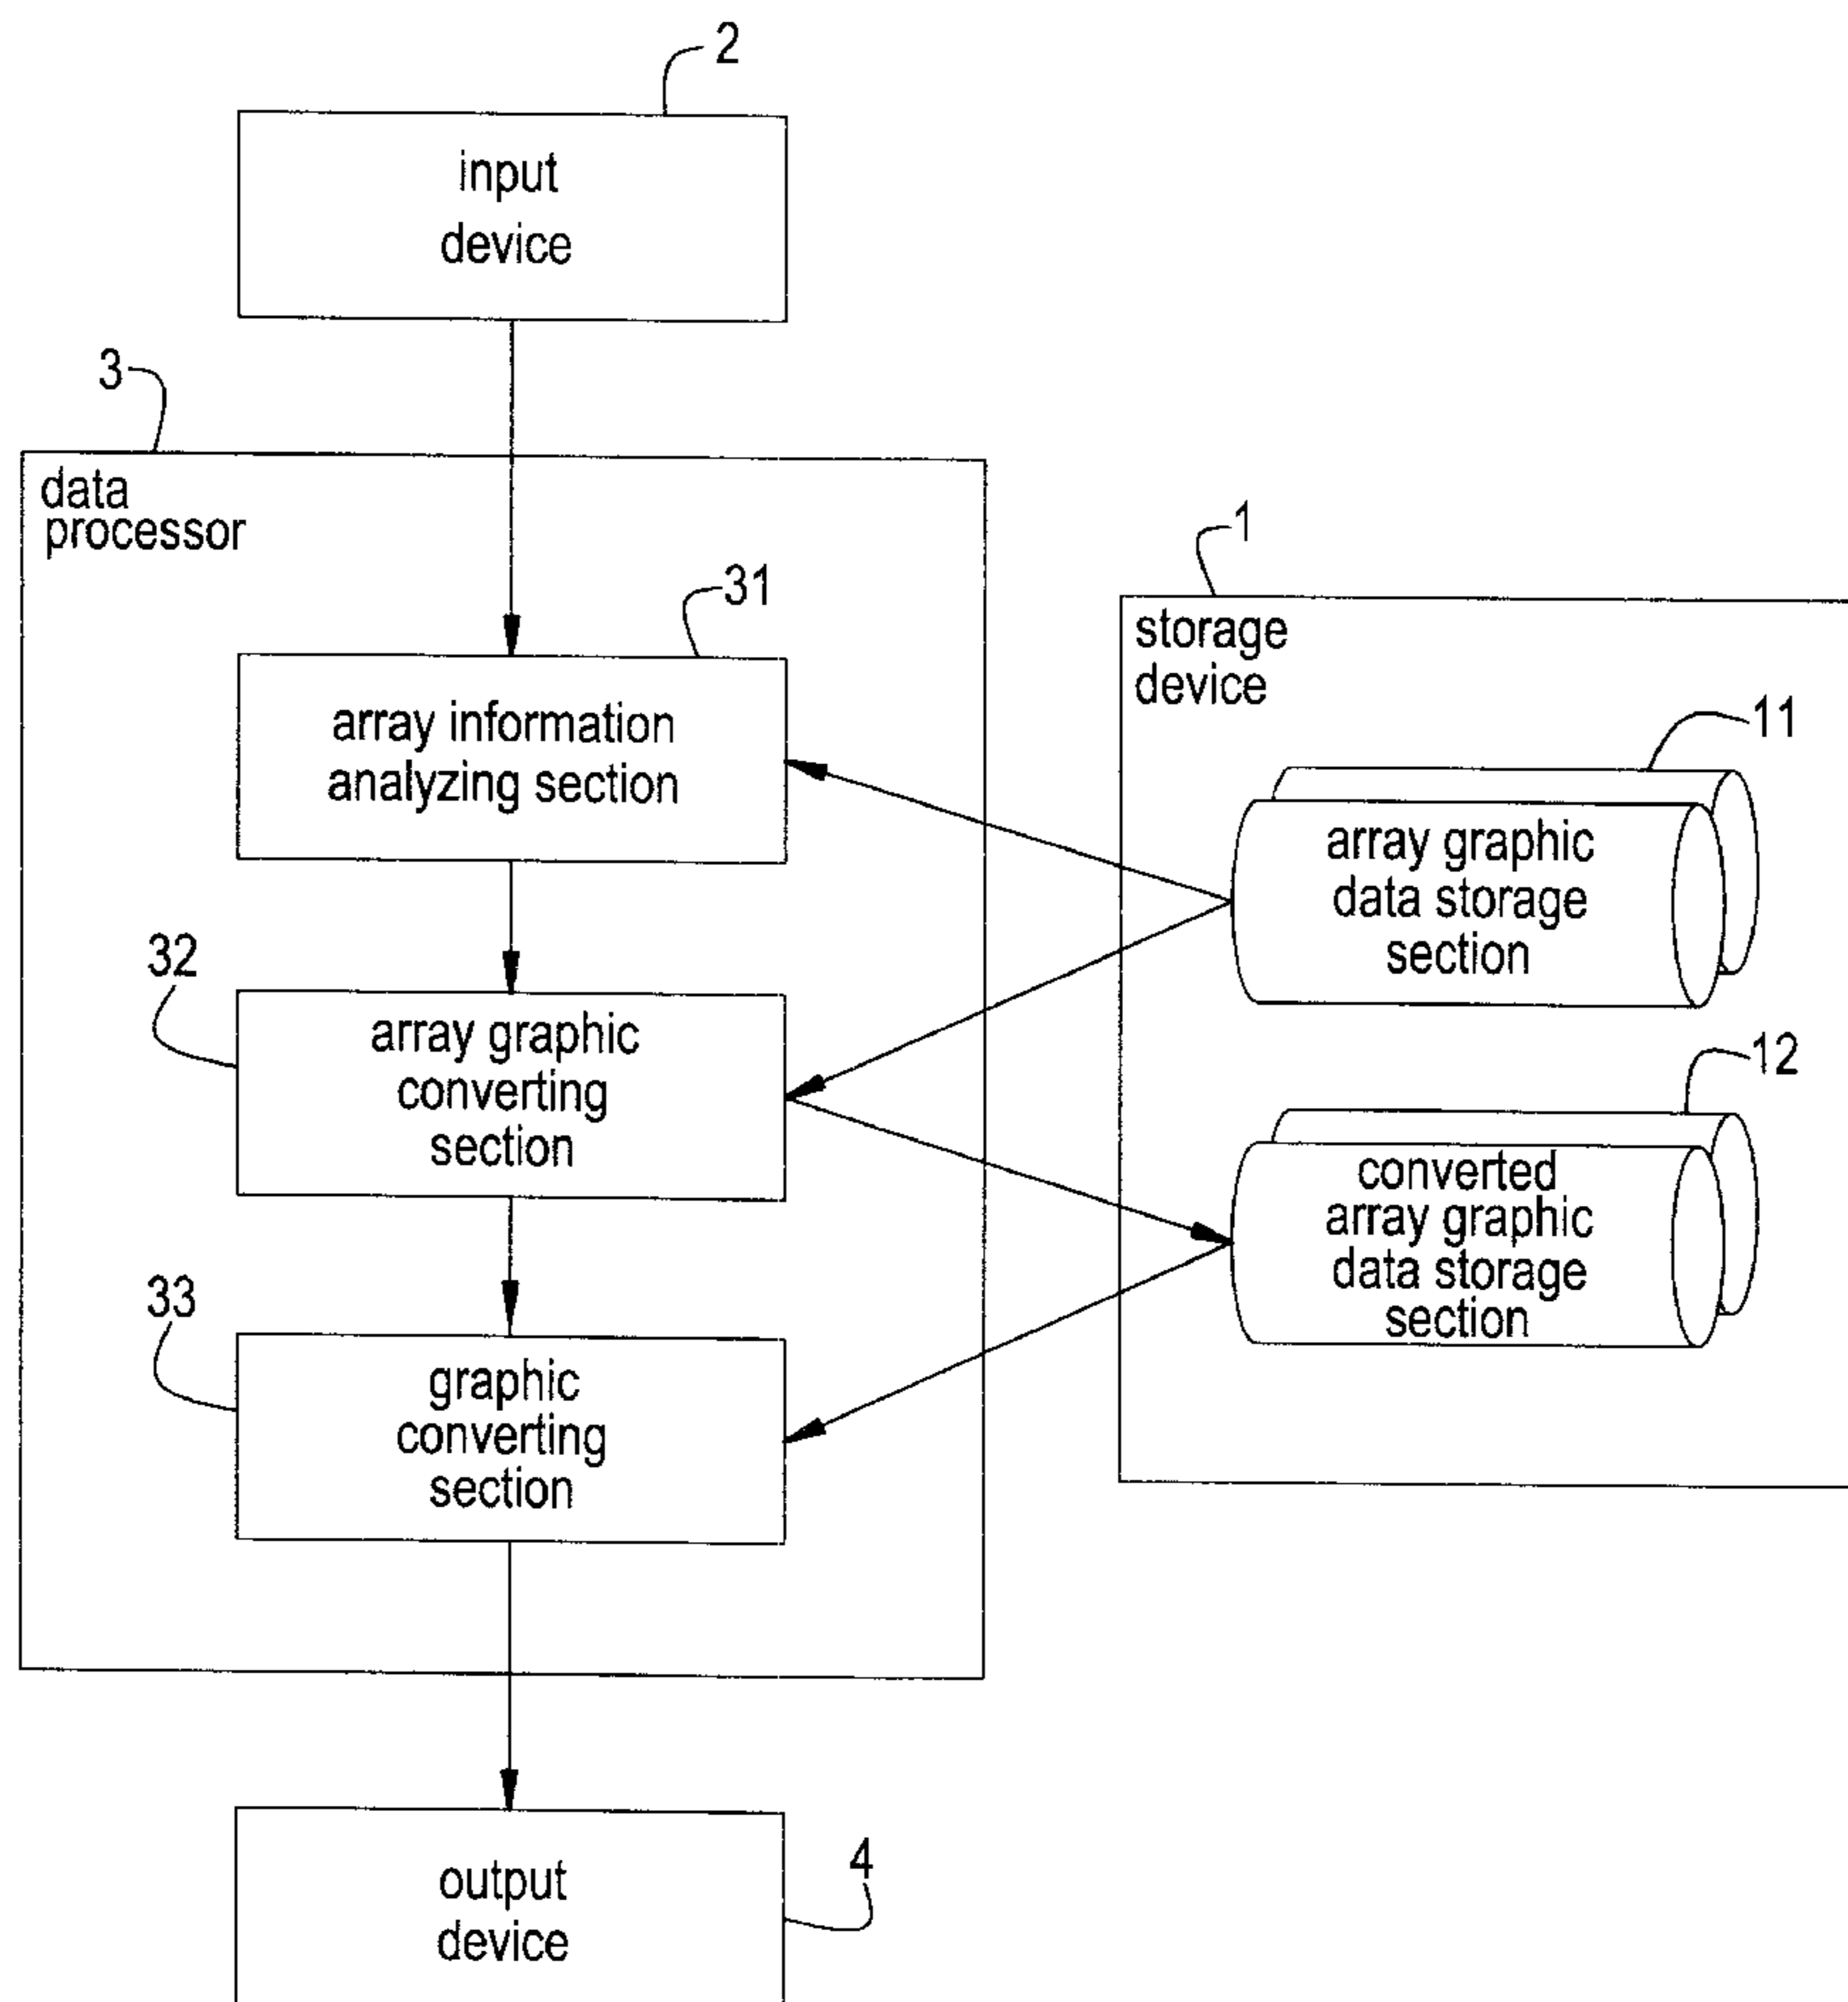 2
input
device
3
data
processor
31
array information
analyzing section
32
array graphic
converting
section
33
graphic
converting
section
1
storage
device
11
array graphic
data storage
section
12
converted
array graphic
data storage
section
output
device
4